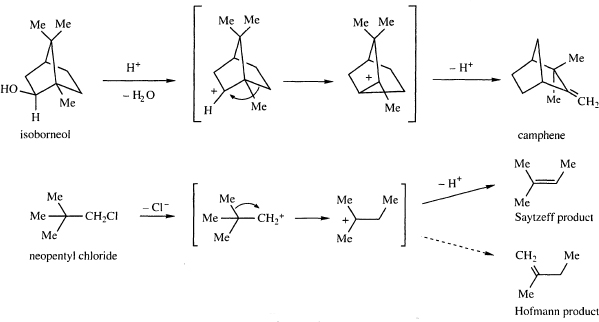 Me Me
HO
Me
isoborneol
H+
– H₂O
Me Me
+
H
Me
Me
Me
+
Me
– H+
Me
Me
CH₂
camphene
Me
Me
CH₂Cl
Me
neopentyl chloride
– Cl⁻
Me
Me
CH₂+
Me
Me
+
Me
Me
– H+
Me Me
Me
Saytzeff product
CH₂
Me
Me
Hofmann product